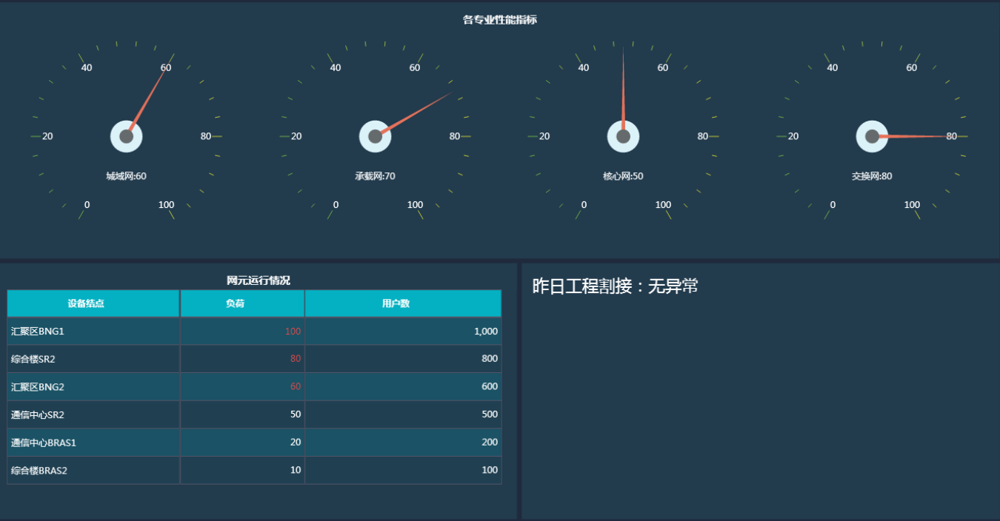 各专业性能指标
40 60 40 60 40 60 40 60
20 80 20 80 20 80 20 80
城域网:60 承载网:70 核心网:50 交换网:80
0 100 0 100 0 100 0 100
网元运行情况
设备结点 负荷 用户数
汇聚区BNG1 100 1,000
综合楼SR2 80 800
汇聚区BNG2 60 600
通信中心SR2 50 500
通信中心BRAS1 20 200
综合楼BRAS2 10 100
昨日工程割接：无异常